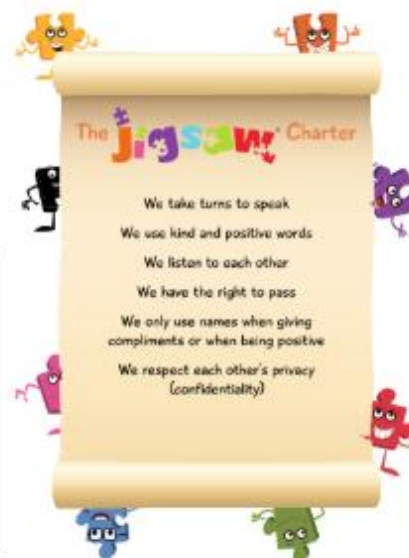 The Jigsaw Charter
We take turns to speak
We use kind and positive words
We listen to each other
We have the right to pass
We only use names when giving
compliments or when being positive
We respect each other's privacy
(confidentiality)